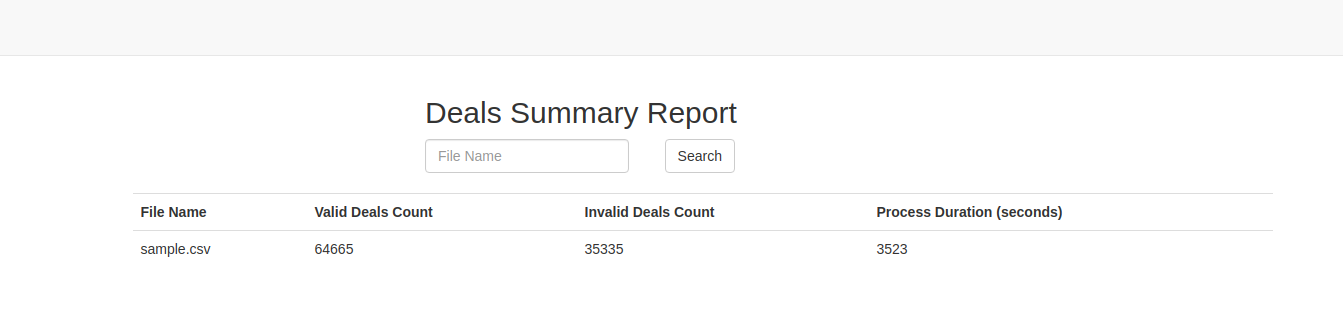 Deals Summary Report
File Name Search
File Name Valid Deals Count Invalid Deals Count Process Duration (seconds)
sample.csv 64665 35335 3523